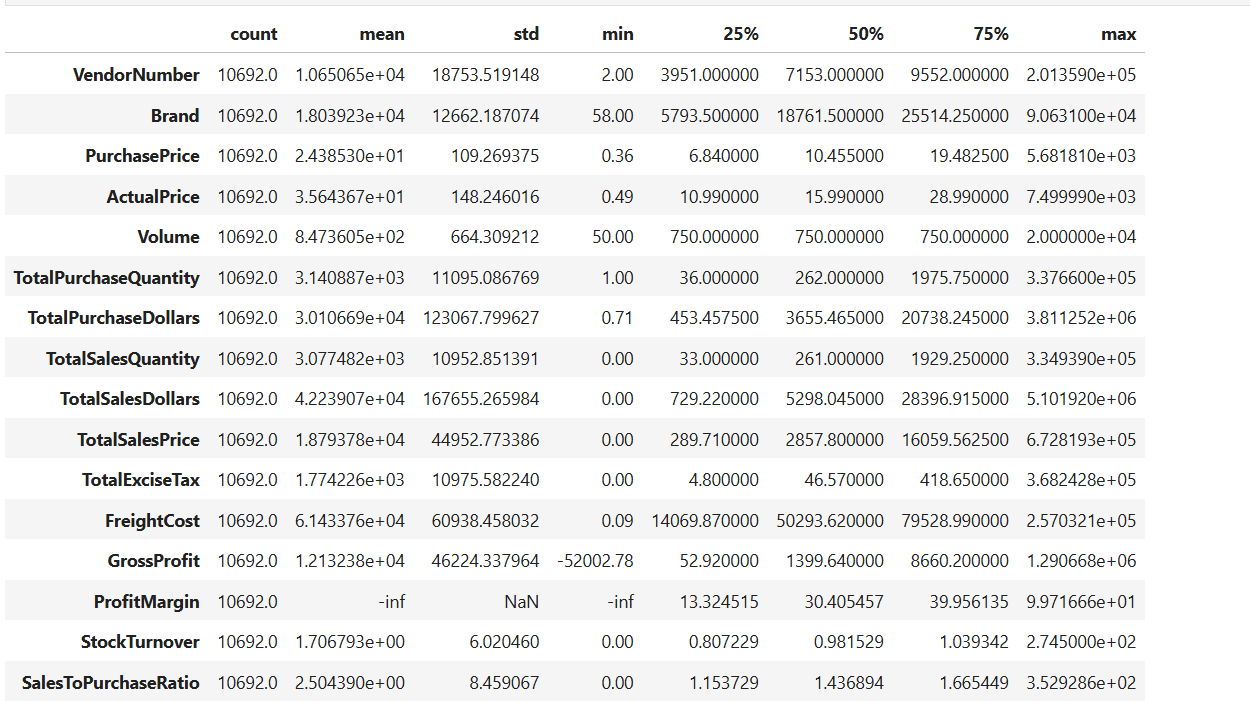 count mean std min 25% 50% 75% max
VendorNumber 10692.0 1.065065e+04 18753.519148 2.00 3951.000000 7153.000000 9552.000000 2.013590e+05
Brand 10692.0 1.803923e+04 12662.187074 58.00 5793.500000 18761.500000 25514.250000 9.063100e+04
PurchasePrice 10692.0 2.438530e+01 109.269375 0.36 6.840000 10.455000 19.482500 5.681810e+03
ActualPrice 10692.0 3.564367e+01 148.246016 0.49 10.990000 15.990000 28.990000 7.499990e+03
Volume 10692.0 8.473605e+02 664.309212 50.00 750.000000 750.000000 750.000000 2.000000e+04
TotalPurchaseQuantity 10692.0 3.140887e+03 11095.086769 1.00 36.000000 262.000000 1975.750000 3.376600e+05
TotalPurchaseDollars 10692.0 3.010669e+04 123067.799627 0.71 453.457500 3655.465000 20738.245000 3.811252e+06
TotalSalesQuantity 10692.0 3.077482e+03 10952.851391 0.00 33.000000 261.000000 1929.250000 3.349390e+05
TotalSalesDollars 10692.0 4.223907e+04 167655.265984 0.00 729.220000 5298.045000 28396.915000 5.101920e+06
TotalSalesPrice 10692.0 1.879378e+04 44952.773386 0.00 289.710000 2857.800000 16059.562500 6.728193e+05
TotalExciseTax 10692.0 1.774226e+03 10975.582240 0.00 4.800000 46.570000 418.650000 3.682428e+05
FreightCost 10692.0 6.143376e+04 60938.458032 0.09 14069.870000 50293.620000 79528.990000 2.570321e+05
GrossProfit 10692.0 1.213238e+04 46224.337964 -52002.78 52.920000 1399.640000 8660.200000 1.290668e+06
ProfitMargin 10692.0 -inf NaN -inf 13.324515 30.405457 39.956135 9.971666e+01
StockTurnover 10692.0 1.706793e+00 6.020460 0.00 0.807229 0.981529 1.039342 2.745000e+02
SalesToPurchaseRatio 10692.0 2.504390e+00 8.459067 0.00 1.153729 1.436894 1.665449 3.529286e+02